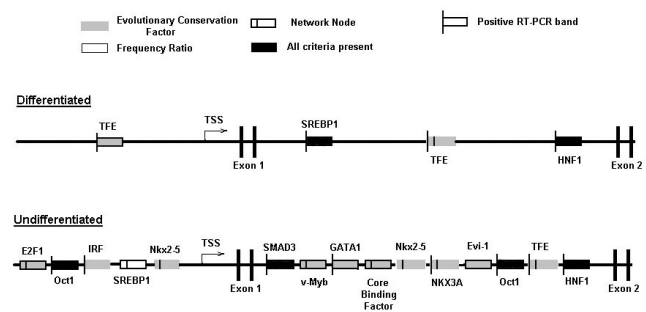 Evolutionary Conservation
Factor
Network Node
Positive RT-PCR band
Frequency Ratio
All criteria present
Differentiated
TFE
TSS
SREBP1
Exon 1
TFE
HNF1
Exon 2
Undifferentiated
E2F1
IRF
Nkx2-5
TSS
SMAD3
GATA1
Nkx2-5
Evi-1
TFE
Oct1
SREBP1
Exon 1
v-Myb
Core
Binding
Factor
NKX3A
Oct1
HNF1
Exon 2